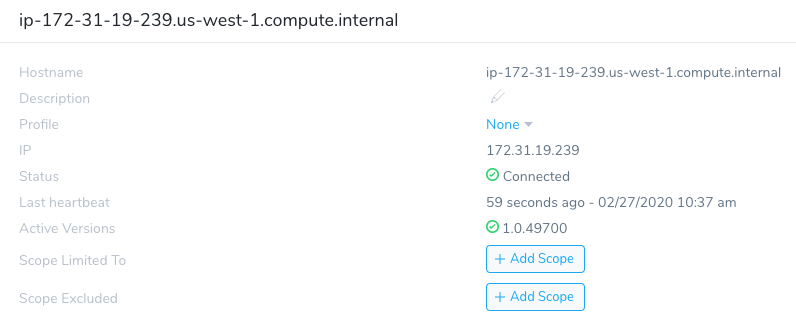 ip-172-31-19-239.us-west-1.compute.internal
Hostname ip-172-31-19-239.us-west-1.compute.internal
Description
Profile None
IP 172.31.19.239
Status Connected
Last heartbeat 59 seconds ago - 02/27/2020 10:37 am
Active Versions 1.0.49700
Scope Limited To + Add Scope
Scope Excluded + Add Scope